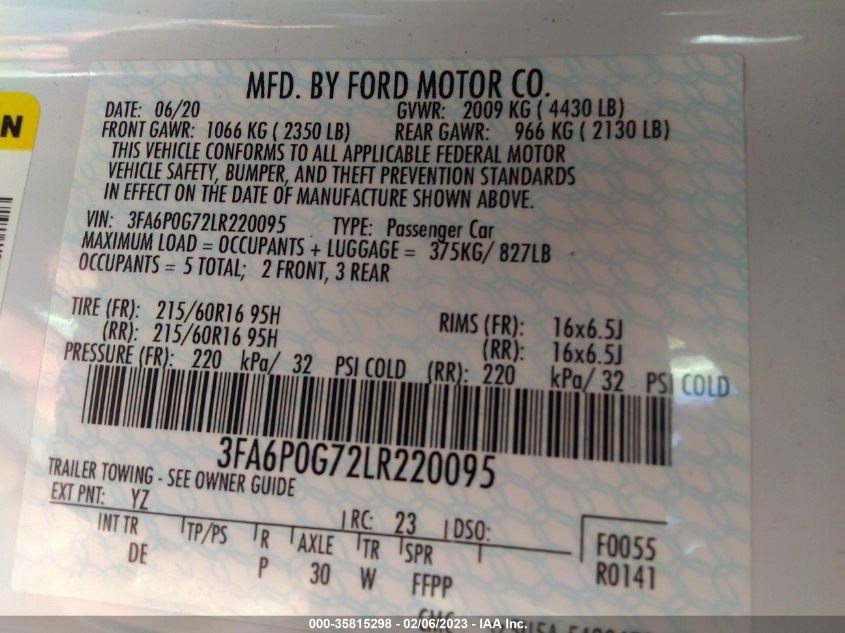 MFD. BY FORD MOTOR CO.
DATE: 06/20 GVWR: 2009 KG ( 4430 LB)
FRONT GAWR: 1066 KG ( 2350 LB) REAR GAWR: 966 KG ( 2130 LB)
THIS VEHICLE CONFORMS TO ALL APPLICABLE FEDERAL MOTOR
VEHICLE SAFETY, BUMPER, AND THEFT PREVENTION STANDARDS
IN EFFECT ON THE DATE OF MANUFACTURE SHOWN ABOVE.
VIN: 3FA6P0G72LR220095 TYPE: Passenger Car
MAXIMUM LOAD = OCCUPANTS + LUGGAGE = 375KG/ 827LB
OCCUPANTS = 5 TOTAL; 2 FRONT, 3 REAR
TIRE (FR): 215/60R16 95H RIMS (FR): 16x6.5J
(RR): 215/60R16 95H (RR): 16x6.5J
PRESSURE (FR): 220 kPa/ 32 PSI COLD (RR): 220 kPa/ 32 PSI COLD
3FA6P0G72LR220095
TRAILER TOWING - SEE OWNER GUIDE
EXT PNT: YZ RC: 23 DSO:
INT TR TP/PS R AXLE TR SPR F0055
DE P 30 W FFPP R0141
N
000-35815298 - 02/06/2023 - IAA Inc.